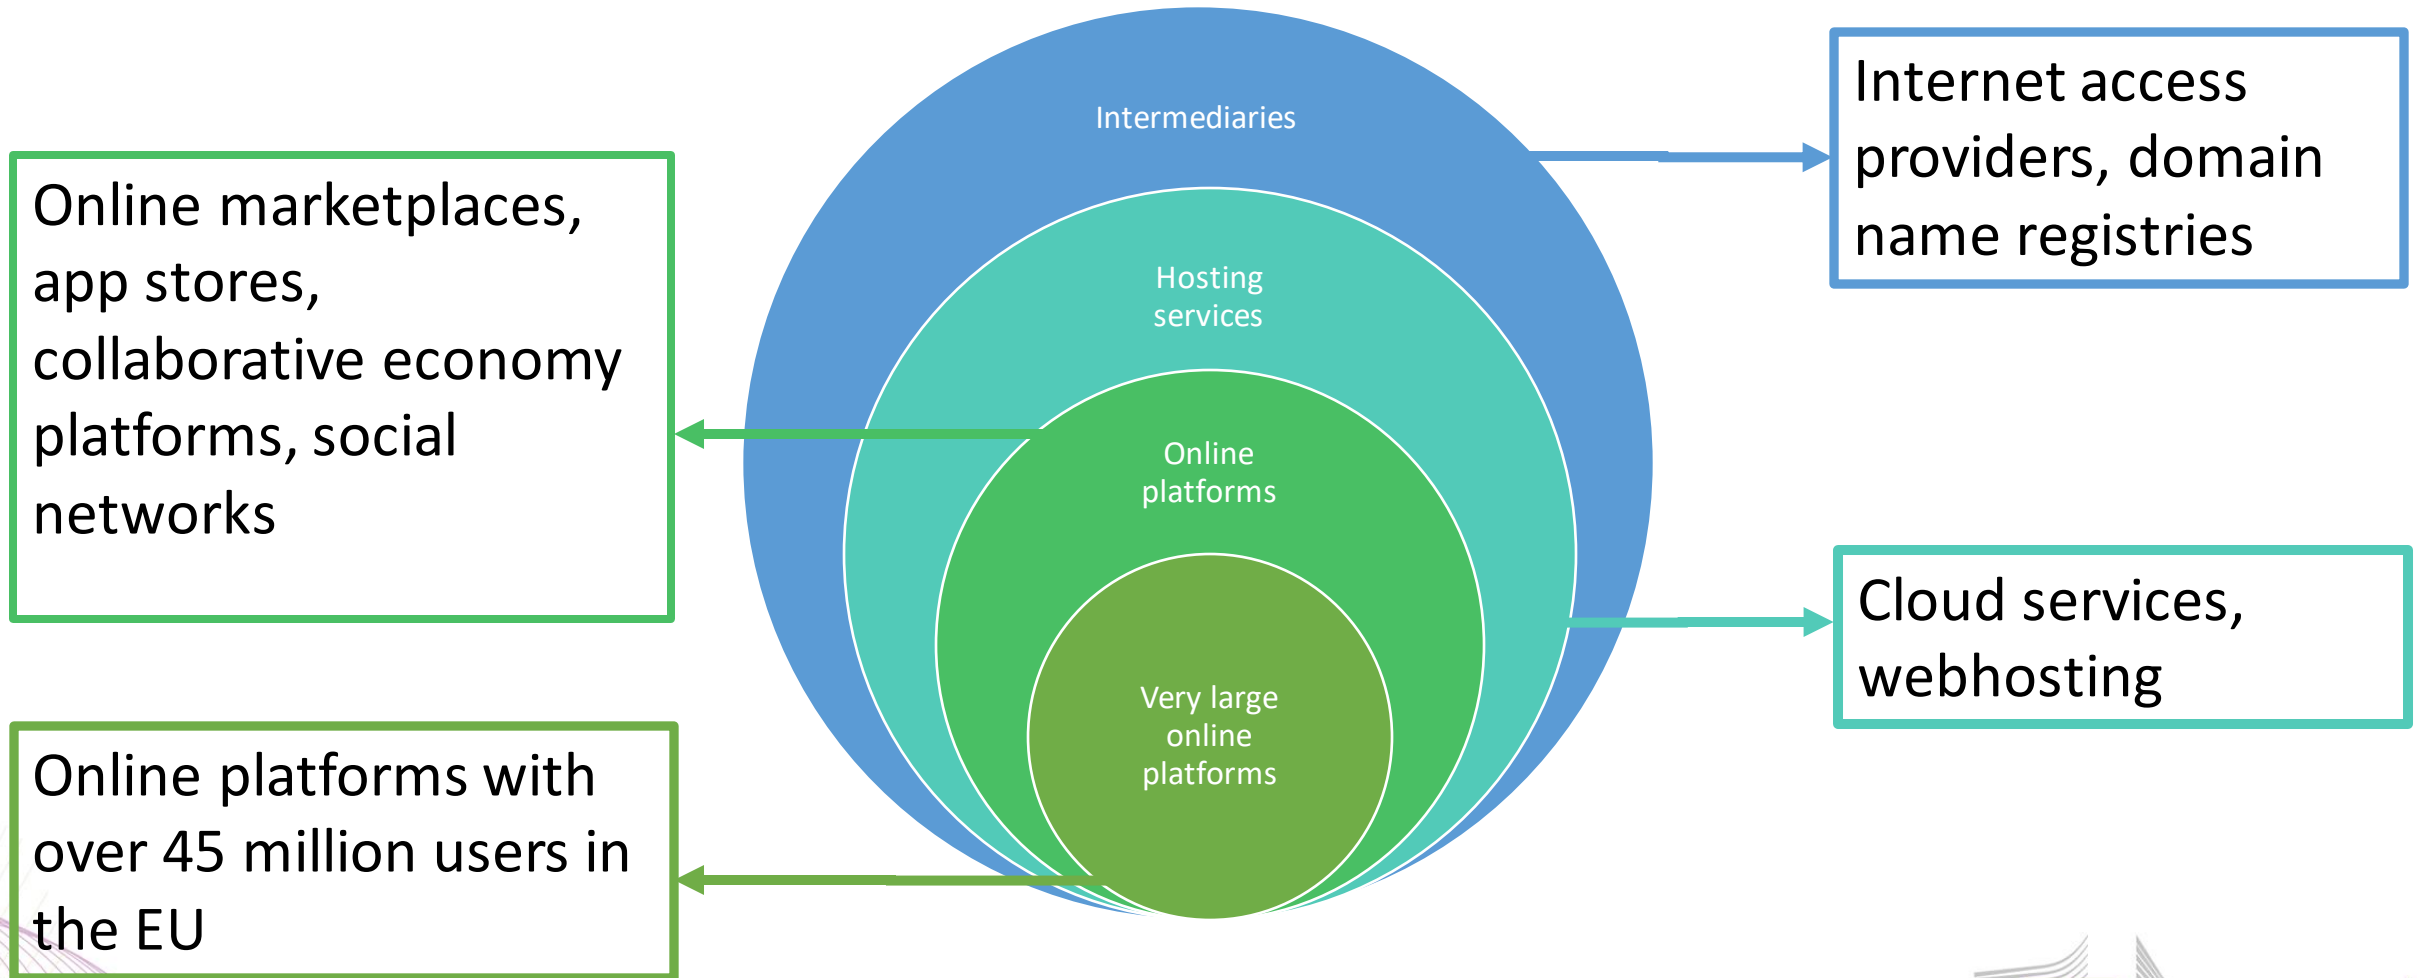 Intermediaries
Hosting
services
Online
platforms
Very large
online
platforms
Online marketplaces,
app stores,
collaborative economy
platforms, social
networks
Online platforms with
over 45 million users in
the EU
Internet access
providers, domain
name registries
Cloud services,
webhosting